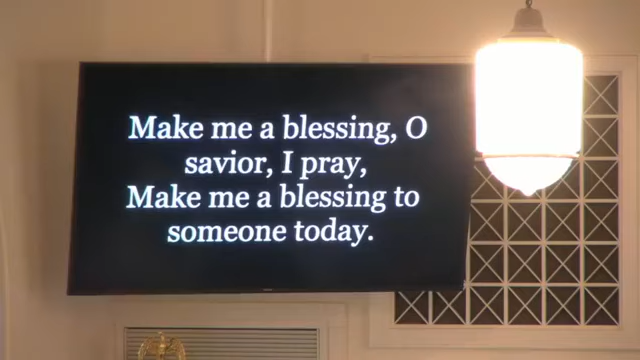 Make me a blessing, O
savior, I pray,
Make me a blessing to
someone today.